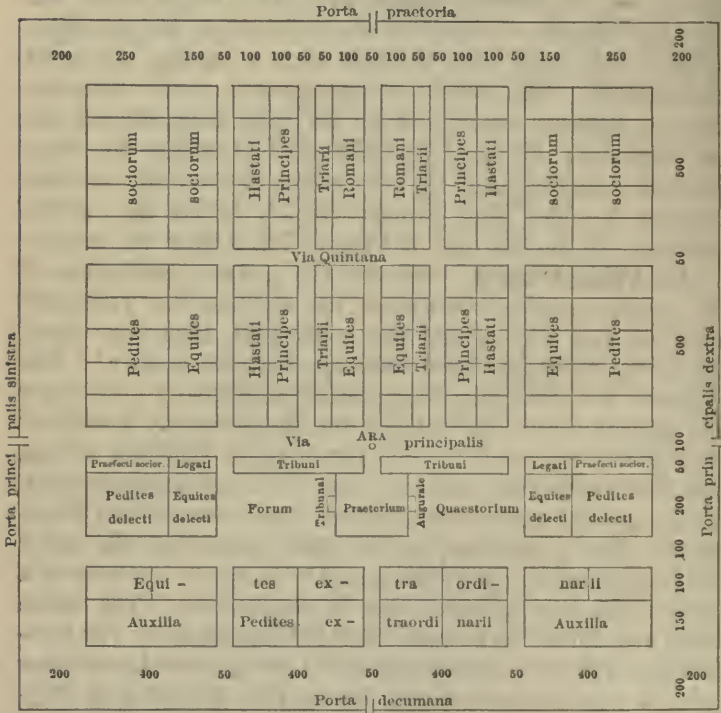 Porta praetoria
200 250 150 50 100 100 50 50 100 50 100 50 50 100 100 50 150 250 200
200
sociorum sociorum Hastati Principes Triarii Romani Romani Triarii Principes Hastati sociorum sociorum
500
Via Quintana
50
Pedites Equites Hastati Principes Triarii Equites Equites Triarii Principes Hastati Equites Pedites
500
Porta princi palis sinistra
Porta prin cipalis dextra
Via ARA principalis
100
Praefecti socior. Legati Tribuni Tribuni Legati Praefecti socior.
50
Pedites delecti Equites delecti Forum Tribunal Praetorium Augurale Quaestorium Equites delecti Pedites delecti
200
100
Equi - tes ex - tra ordi - narii
100
Auxilia Pedites ex - traordi narii Auxilia
150
200 400 50 400 50 400 50 400 200
200
Porta decumana